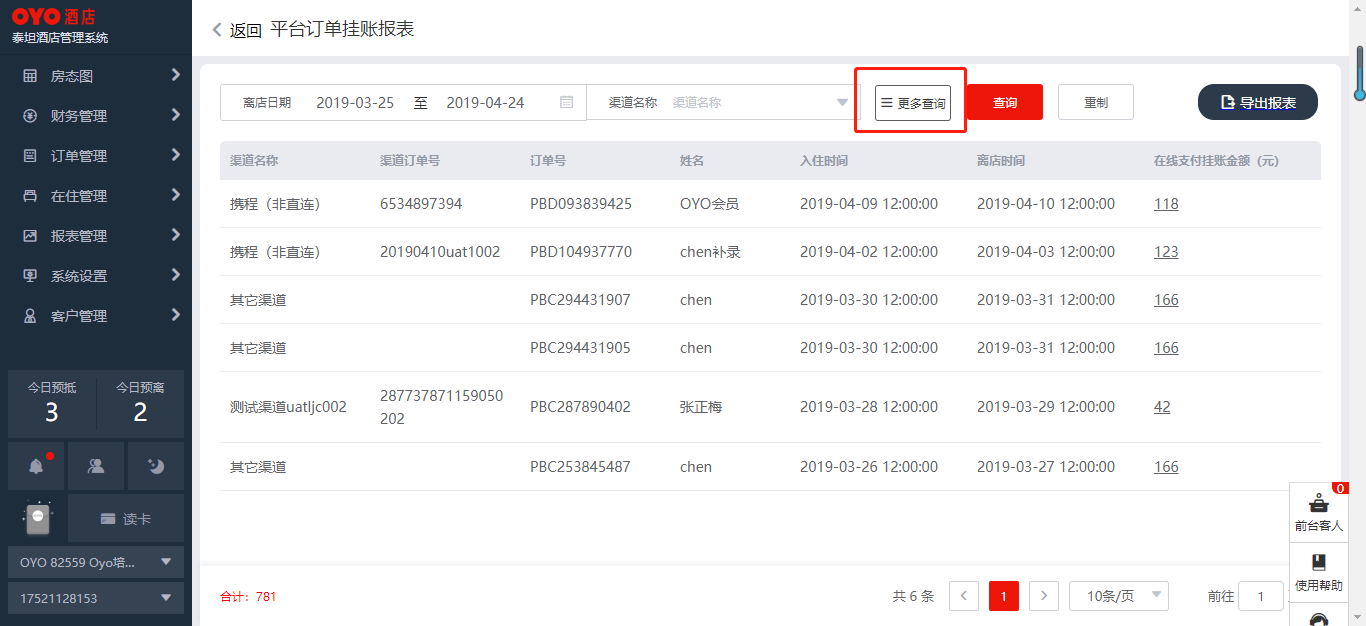 OYO 酒店
泰坦酒店管理系统
房态图
财务管理
订单管理
在住管理
报表管理
系统设置
客户管理
今日预抵 今日预离
3 2
读卡
OYO 82559 Oyo培...
17521128153
返回 平台订单挂账报表
离店日期 2019-03-25 至 2019-04-24 渠道名称 渠道名称 更多查询 查询 重制 导出报表
渠道名称 渠道订单号 订单号 姓名 入住时间 离店时间 在线支付挂账金额（元）
携程（非直连） 6534897394 PBD093839425 OYO会员 2019-04-09 12:00:00 2019-04-10 12:00:00 118
携程（非直连） 20190410uat1002 PBD104937770 chen补录 2019-04-02 12:00:00 2019-04-03 12:00:00 123
其它渠道 PBC294431907 chen 2019-03-30 12:00:00 2019-03-31 12:00:00 166
其它渠道 PBC294431905 chen 2019-03-30 12:00:00 2019-03-31 12:00:00 166
测试渠道uatljc002 287737871159050202 PBC287890402 张正梅 2019-03-28 12:00:00 2019-03-29 12:00:00 42
其它渠道 PBC253845487 chen 2019-03-26 12:00:00 2019-03-27 12:00:00 166
合计：781 共 6 条 1 10条/页 前往 1
0
前台客人
使用帮助